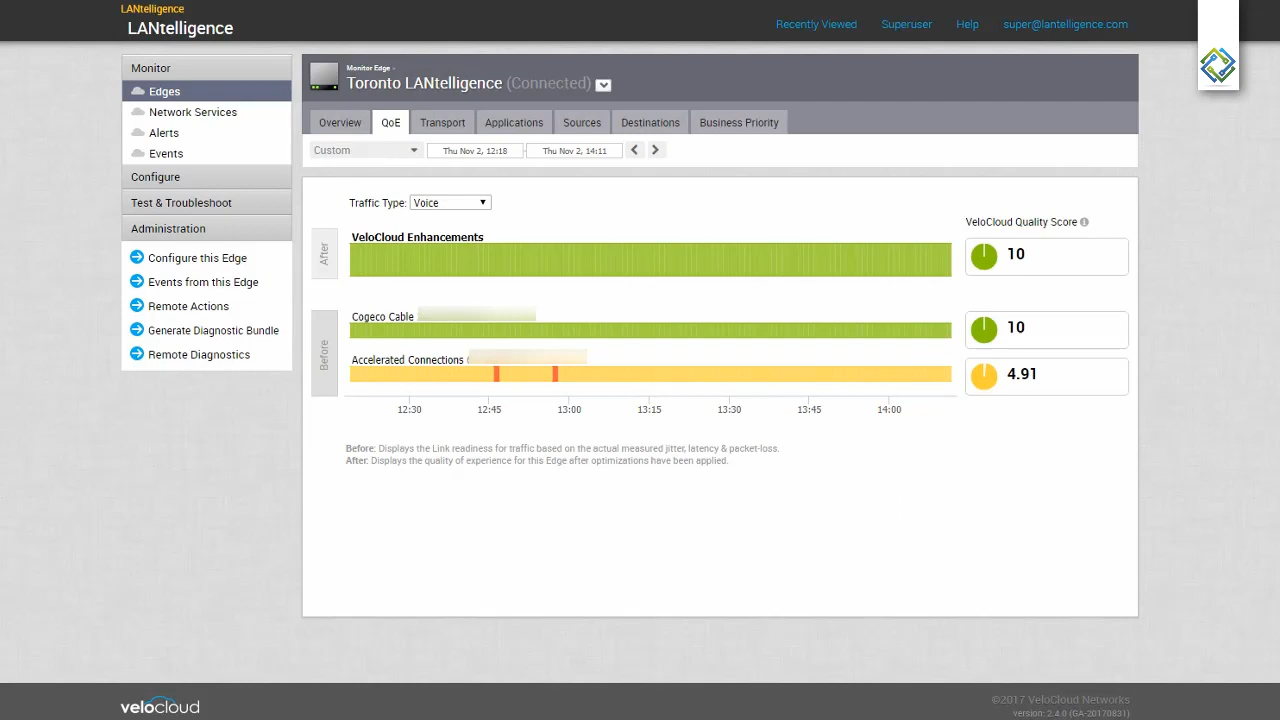 LANtelligence
LANtelligence
Recently Viewed
Superuser
Help
super@lantelligence.com
Monitor
Edges
Network Services
Alerts
Events
Configure
Test & Troubleshoot
Administration
Configure this Edge
Events from this Edge
Remote Actions
Generate Diagnostic Bundle
Remote Diagnostics
Monitor Edge
Toronto LANtelligence (Connected)
Overview
QoE
Transport
Applications
Sources
Destinations
Business Priority
Custom
Thu Nov 2, 12:18
Thu Nov 2, 14:11
Traffic Type: Voice
VeloCloud Quality Score
After
VeloCloud Enhancements
10
Before
Cogeco Cable
10
Accelerated Connections (
4.91
12:30 12:45 13:00 13:15 13:30 13:45 14:00
Before: Displays the Link readiness for traffic based on the actual measured jitter, latency & packet-loss.
After: Displays the quality of experience for this Edge after optimizations have been applied.
velocloud
©2017 VeloCloud Networks
version: 2.4.0 (GA-20170831)